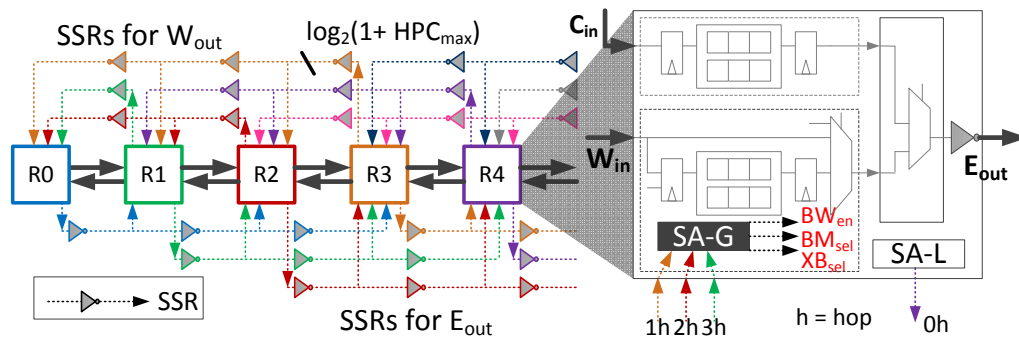 SSRs for W_out
log₂(1+ HPC_max)
R0
R1
R2
R3
R4
SSR
SSRs for E_out
C_in
W_in
E_out
BW_en
BM_sel
XB_sel
SA-G
SA-L
1h 2h 3h
h = hop
0h